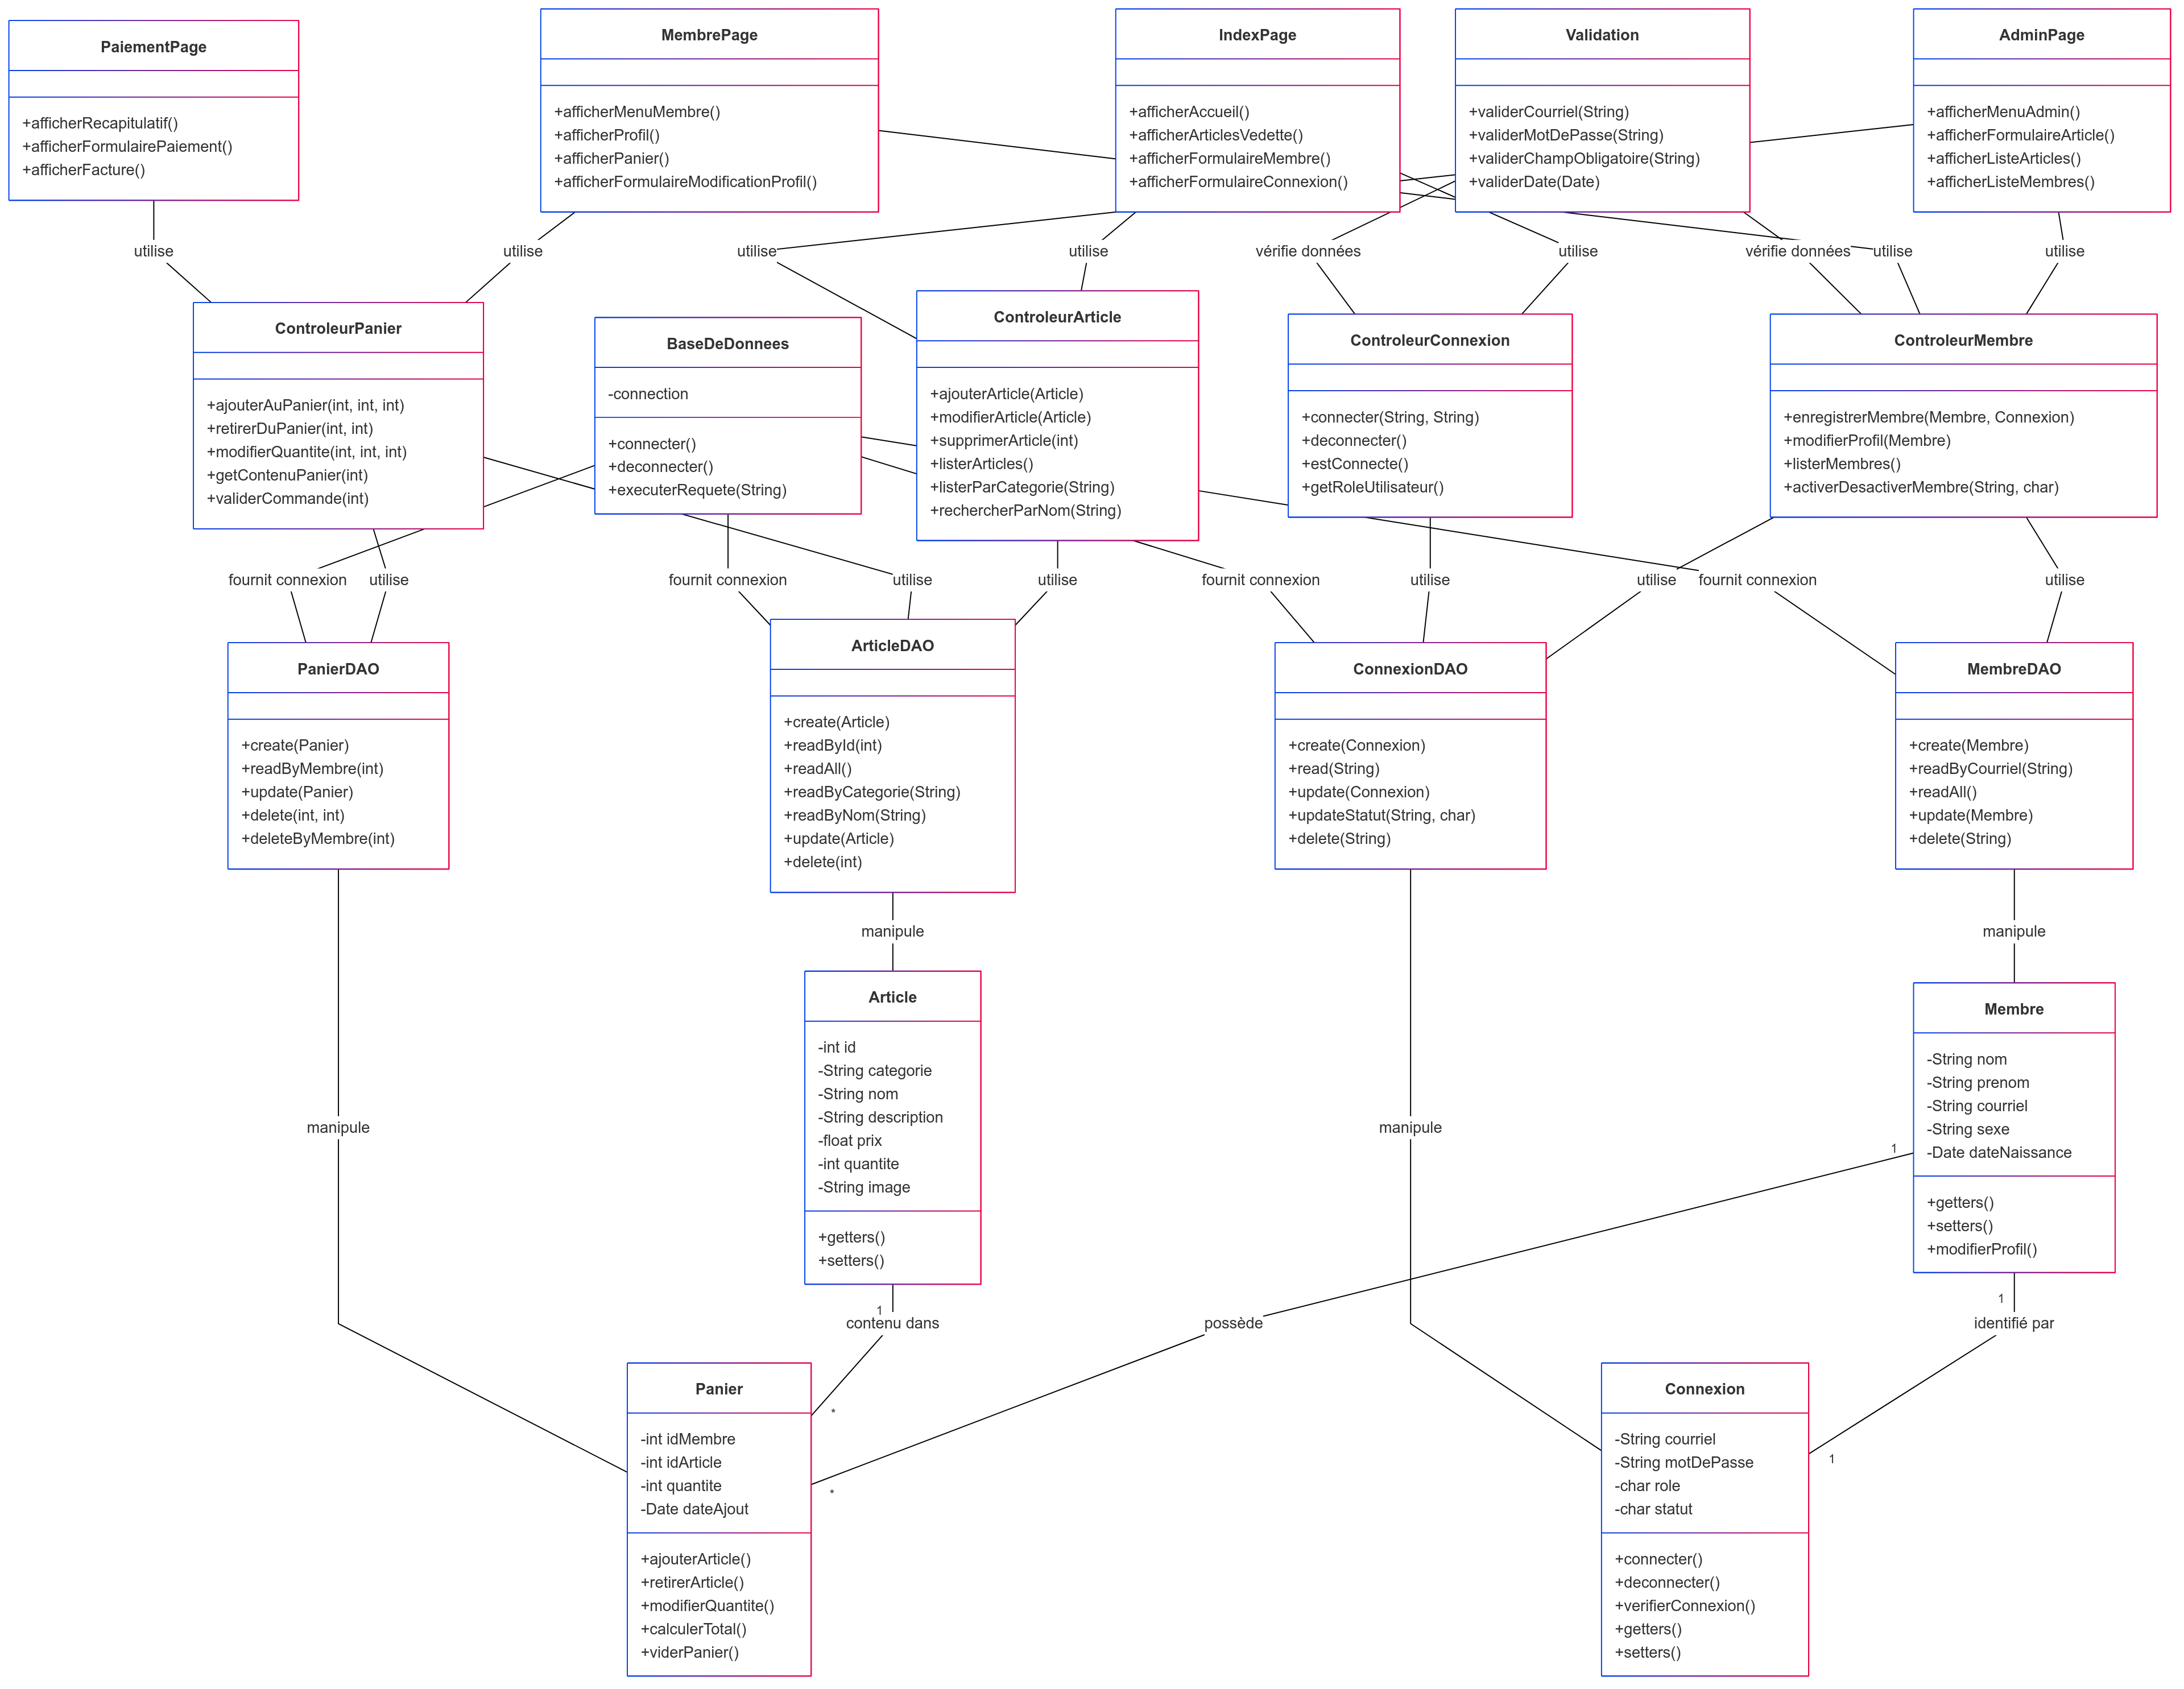 PaiementPage
+afficherRecapitulatif()
+afficherFormulairePaiement()
+afficherFacture()
MembrePage
+afficherMenuMembre()
+afficherProfil()
+afficherPanier()
+afficherFormulaireModificationProfil()
IndexPage
+afficherAccueil()
+afficherArticlesVedette()
+afficherFormulaireMembre()
+afficherFormulaireConnexion()
Validation
+validerCourriel(String)
+validerMotDePasse(String)
+validerChampObligatoire(String)
+validerDate(Date)
AdminPage
+afficherMenuAdmin()
+afficherFormulaireArticle()
+afficherListeArticles()
+afficherListeMembres()
utilise
utilise
utilise
utilise
vérifie données
utilise
vérifie données
utilise
utilise
ControleurPanier
+ajouterAuPanier(int, int, int)
+retirerDuPanier(int, int)
+modifierQuantite(int, int, int)
+getContenuPanier(int)
+validerCommande(int)
BaseDeDonnees
-connection
+connecter()
+deconnecter()
+executerRequete(String)
ControleurArticle
+ajouterArticle(Article)
+modifierArticle(Article)
+supprimerArticle(int)
+listerArticles()
+listerParCategorie(String)
+rechercherParNom(String)
ControleurConnexion
+connecter(String, String)
+deconnecter()
+estConnecte()
+getRoleUtilisateur()
ControleurMembre
+enregistrerMembre(Membre, Connexion)
+modifierProfil(Membre)
+listerMembres()
+activerDesactiverMembre(String, char)
fournit connexion
utilise
fournit connexion
utilise
utilise
fournit connexion
utilise
utilise
fournit connexion
utilise
PanierDAO
+create(Panier)
+readByMembre(int)
+update(Panier)
+delete(int, int)
+deleteByMembre(int)
ArticleDAO
+create(Article)
+readById(int)
+readAll()
+readByCategorie(String)
+readByNom(String)
+update(Article)
+delete(int)
ConnexionDAO
+create(Connexion)
+read(String)
+update(Connexion)
+updateStatut(String, char)
+delete(String)
MembreDAO
+create(Membre)
+readByCourriel(String)
+readAll()
+update(Membre)
+delete(String)
manipule
manipule
manipule
manipule
Article
-int id
-String categorie
-String nom
-String description
-float prix
-int quantite
-String image
+getters()
+setters()
Membre
-String nom
-String prenom
-String courriel
-String sexe
-Date dateNaissance
+getters()
+setters()
+modifierProfil()
1
1
1
contenu dans
possède
identifié par
Panier
-int idMembre
-int idArticle
-int quantite
-Date dateAjout
+ajouterArticle()
+retirerArticle()
+modifierQuantite()
+calculerTotal()
+viderPanier()
*
*
Connexion
-String courriel
-String motDePasse
-char role
-char statut
+connecter()
+deconnecter()
+verifierConnexion()
+getters()
+setters()
1